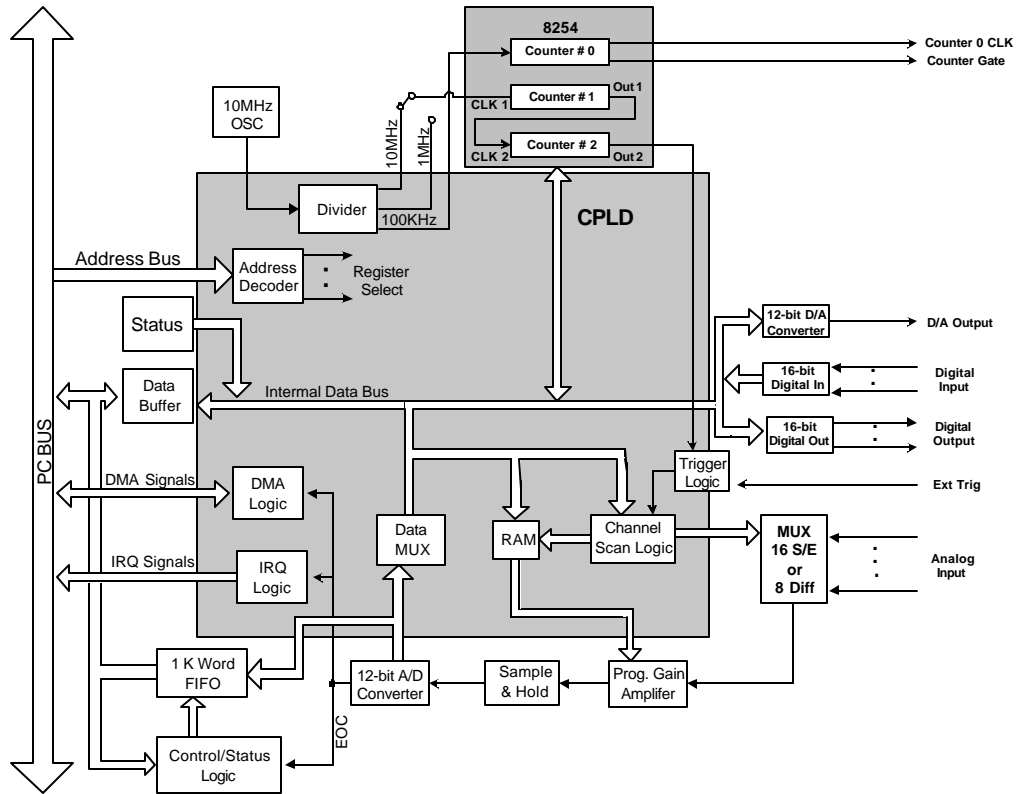 8254
Counter # 0
Counter 0 CLK
Counter Gate
10MHz
OSC
10MHz
1MHz
CLK 1
Counter # 1
Out 1
CLK 2
Counter # 2
Out 2
Divider
100KHz
CPLD
Address Bus
Address
Decoder
Register
Select
Status
12-bit D/A
Converter
D/A Output
Data
Buffer
Internal Data Bus
16-bit
Digital In
Digital
Input
16-bit
Digital Out
Digital
Output
PC BUS
DMA Signals
DMA
Logic
Trigger
Logic
Ext Trig
Data
MUX
RAM
Channel
Scan Logic
MUX
16 S/E
or
8 Diff
Analog
Input
IRQ Signals
IRQ
Logic
1 K Word
FIFO
12-bit A/D
Converter
Sample
& Hold
Prog. Gain
Amplifer
EOC
Control/Status
Logic